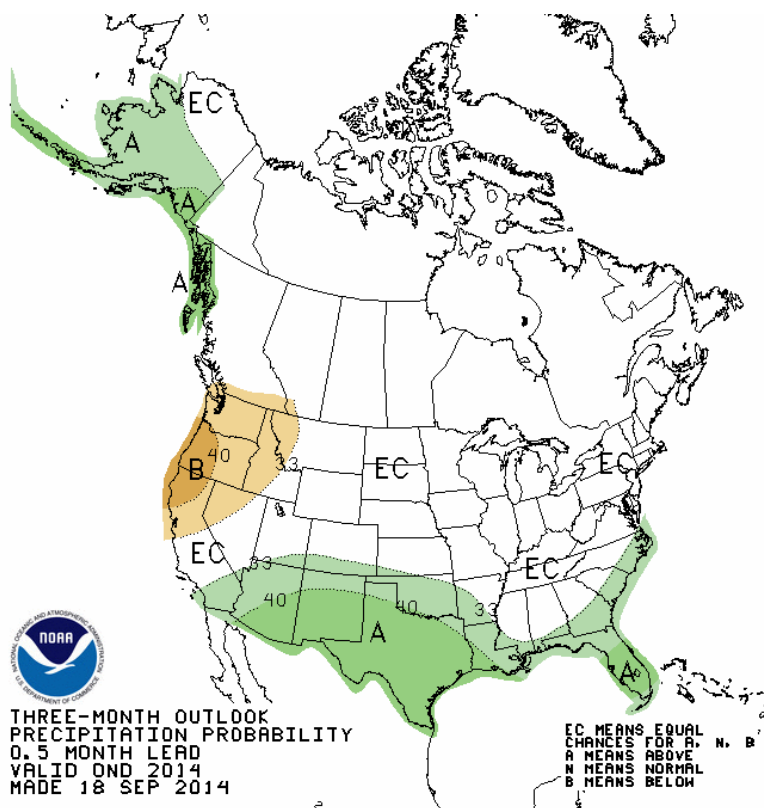 EC
A
A
A
B
40
33
EC
EC
EC
33
EC
40
40
33
A
A
NATIONAL OCEANIC AND ATMOSPHERIC ADMINISTRATION
NOAA
U.S. DEPARTMENT OF COMMERCE
THREE-MONTH OUTLOOK
PRECIPITATION PROBABILITY
0.5 MONTH LEAD
VALID OND 2014
MADE 18 SEP 2014
EC MEANS EQUAL
CHANCES FOR A, N, B
A MEANS ABOVE
N MEANS NORMAL
B MEANS BELOW